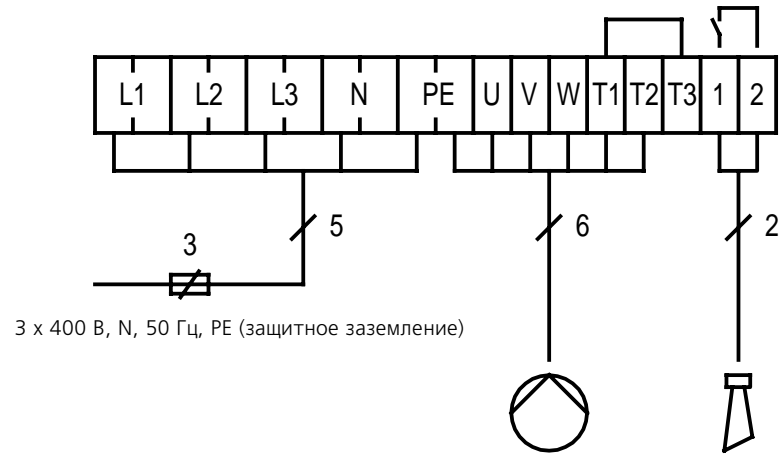 L1 L2 L3 N PE U V W T1 T2 T3 1 2
5 6 2
3
3 x 400 В, N, 50 Гц, PE (защитное заземление)